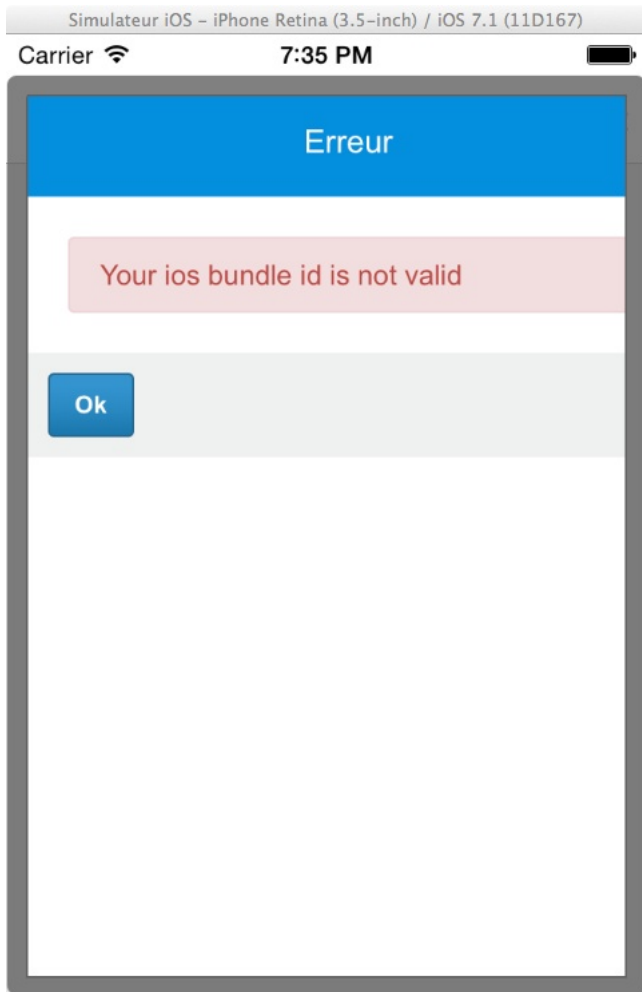 Simulateur iOS – iPhone Retina (3.5-inch) / iOS 7.1 (11D167)
Carrier 7:35 PM
Erreur
Your ios bundle id is not valid
Ok